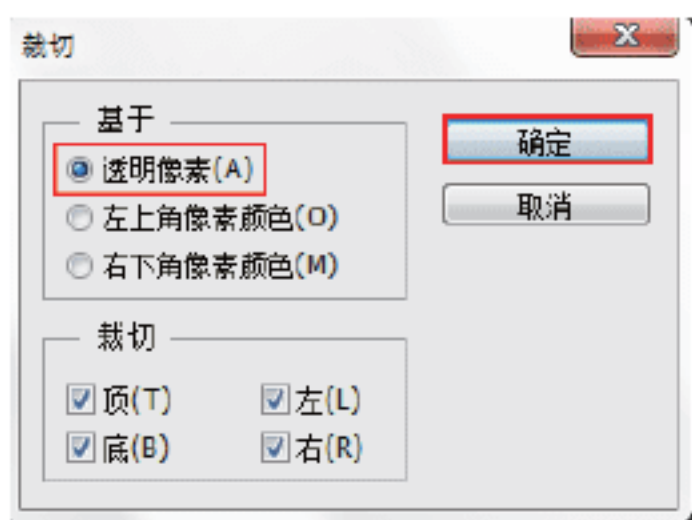 裁切
基于
透明像素(A)
左上角像素颜色(O)
右下角像素颜色(M)
确定
取消
裁切
顶(T) 左(L)
底(B) 右(R)